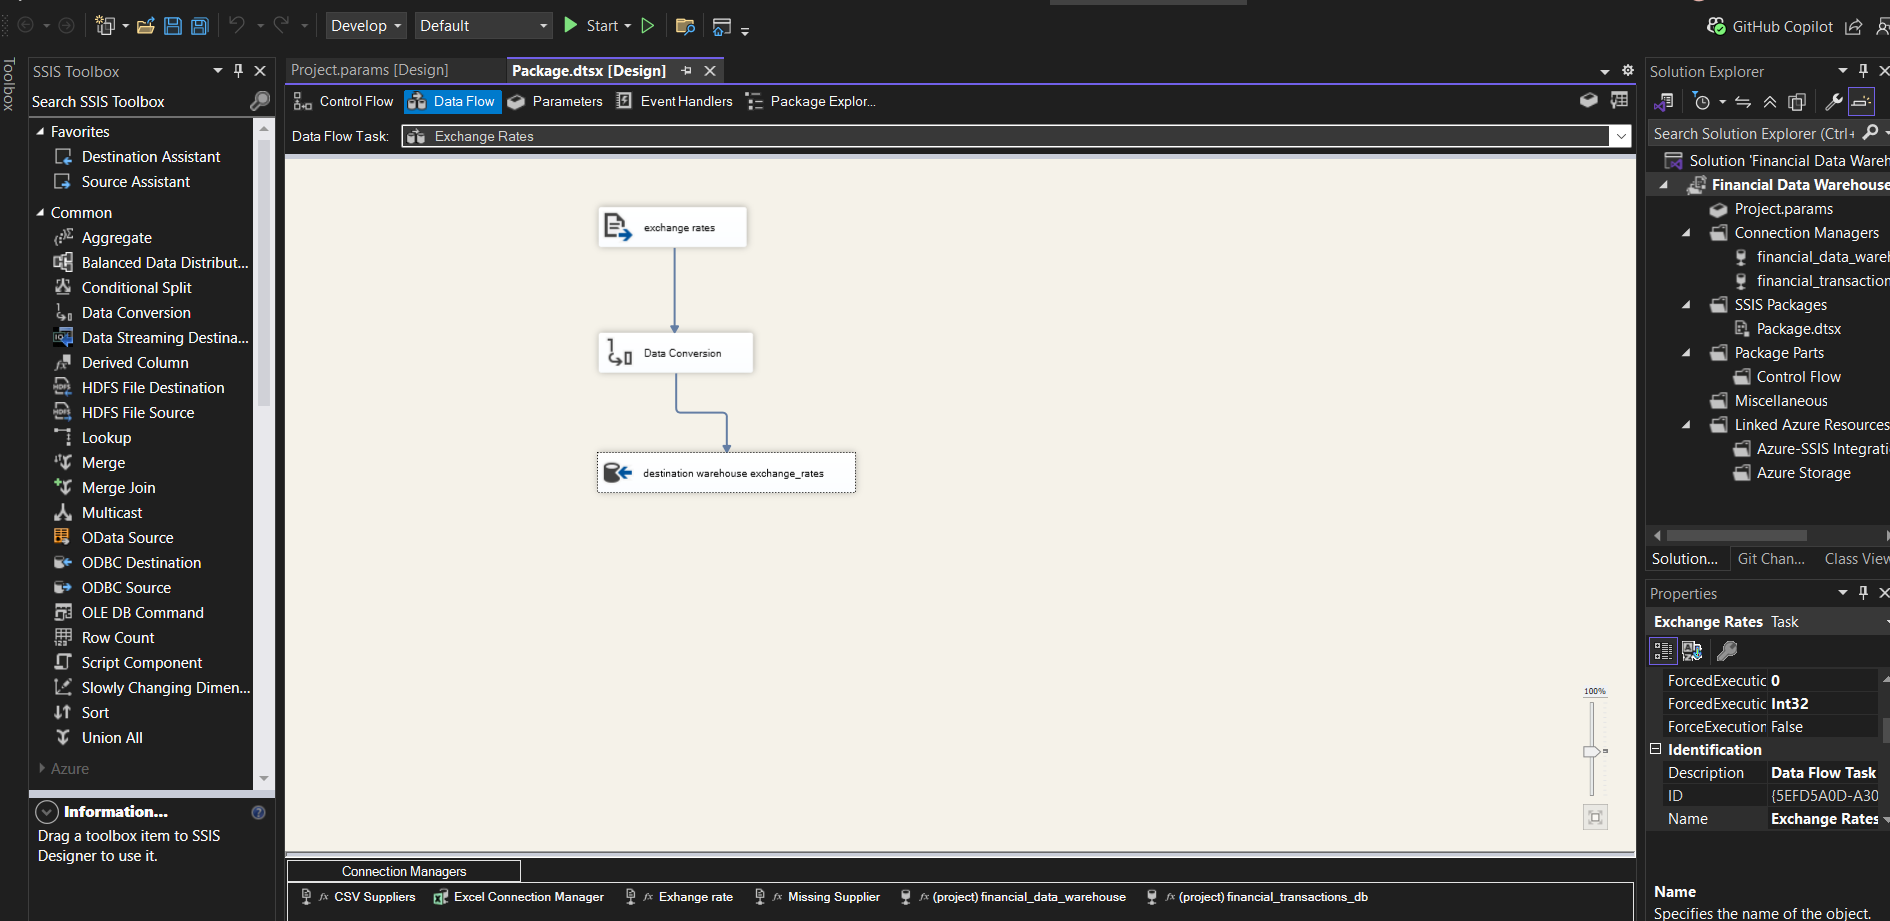 Develop
Default
Start
GitHub Copilot
Toolbox
SSIS Toolbox
Search SSIS Toolbox
Favorites
Destination Assistant
Source Assistant
Common
Aggregate
Balanced Data Distribut...
Conditional Split
Data Conversion
Data Streaming Destina...
Derived Column
HDFS File Destination
HDFS File Source
Lookup
Merge
Merge Join
Multicast
OData Source
ODBC Destination
ODBC Source
OLE DB Command
Row Count
Script Component
Slowly Changing Dimen...
Sort
Union All
Azure
Information...
Drag a toolbox item to SSIS
Designer to use it.
Project.params [Design]
Package.dtsx [Design]
Control Flow
Data Flow
Parameters
Event Handlers
Package Explor...
Data Flow Task:
Exchange Rates
exchange rates
Data Conversion
destination warehouse exchange_rates
100%
Connection Managers
CSV Suppliers
Excel Connection Manager
Exhange rate
Missing Supplier
(project) financial_data_warehouse
(project) financial_transactions_db
Solution Explorer
Search Solution Explorer (Ctrl+
Solution 'Financial Data Wareh
Financial Data Warehouse
Project.params
Connection Managers
financial_data_wareh
financial_transaction
SSIS Packages
Package.dtsx
Package Parts
Control Flow
Miscellaneous
Linked Azure Resources
Azure-SSIS Integrati
Azure Storage
Solution...
Git Chan...
Class View
Properties
Exchange Rates Task
ForcedExecutic 0
ForcedExecutic Int32
ForceExecution False
Identification
Description Data Flow Task
ID {5EFD5A0D-A30
Name Exchange Rates
Name
Specifies the name of the object.